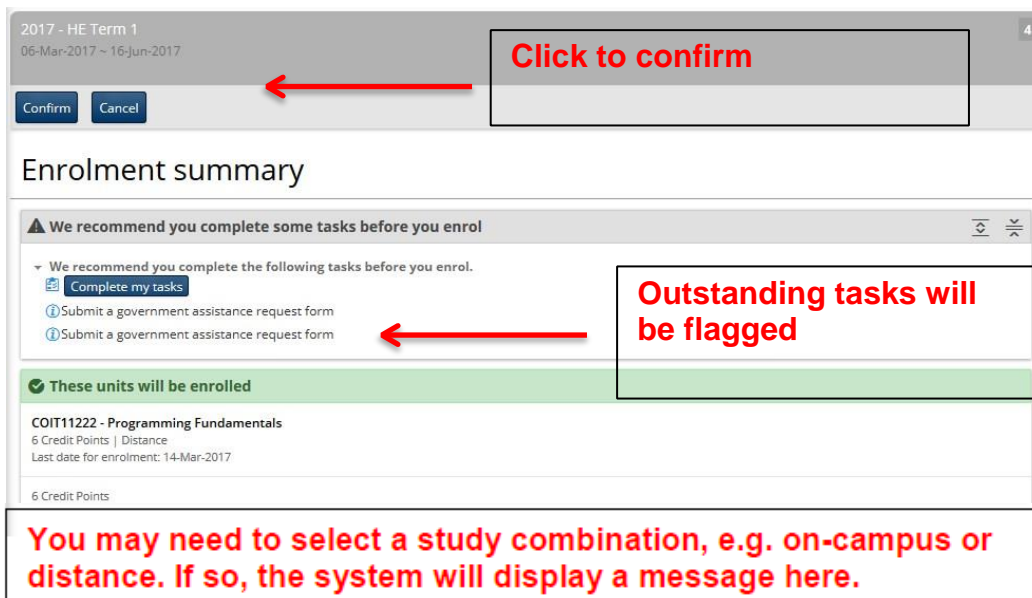 2017 - HE Term 1
4
06-Mar-2017 ~ 16-Jun-2017
Click to confirm
Confirm Cancel
Enrolment summary
We recommend you complete some tasks before you enrol
We recommend you complete the following tasks before you enrol.
Complete my tasks
Submit a government assistance request form
Submit a government assistance request form
Outstanding tasks will
be flagged
These units will be enrolled
COIT11222 - Programming Fundamentals
6 Credit Points | Distance
Last date for enrolment: 14-Mar-2017
6 Credit Points
You may need to select a study combination, e.g. on-campus or
distance. If so, the system will display a message here.